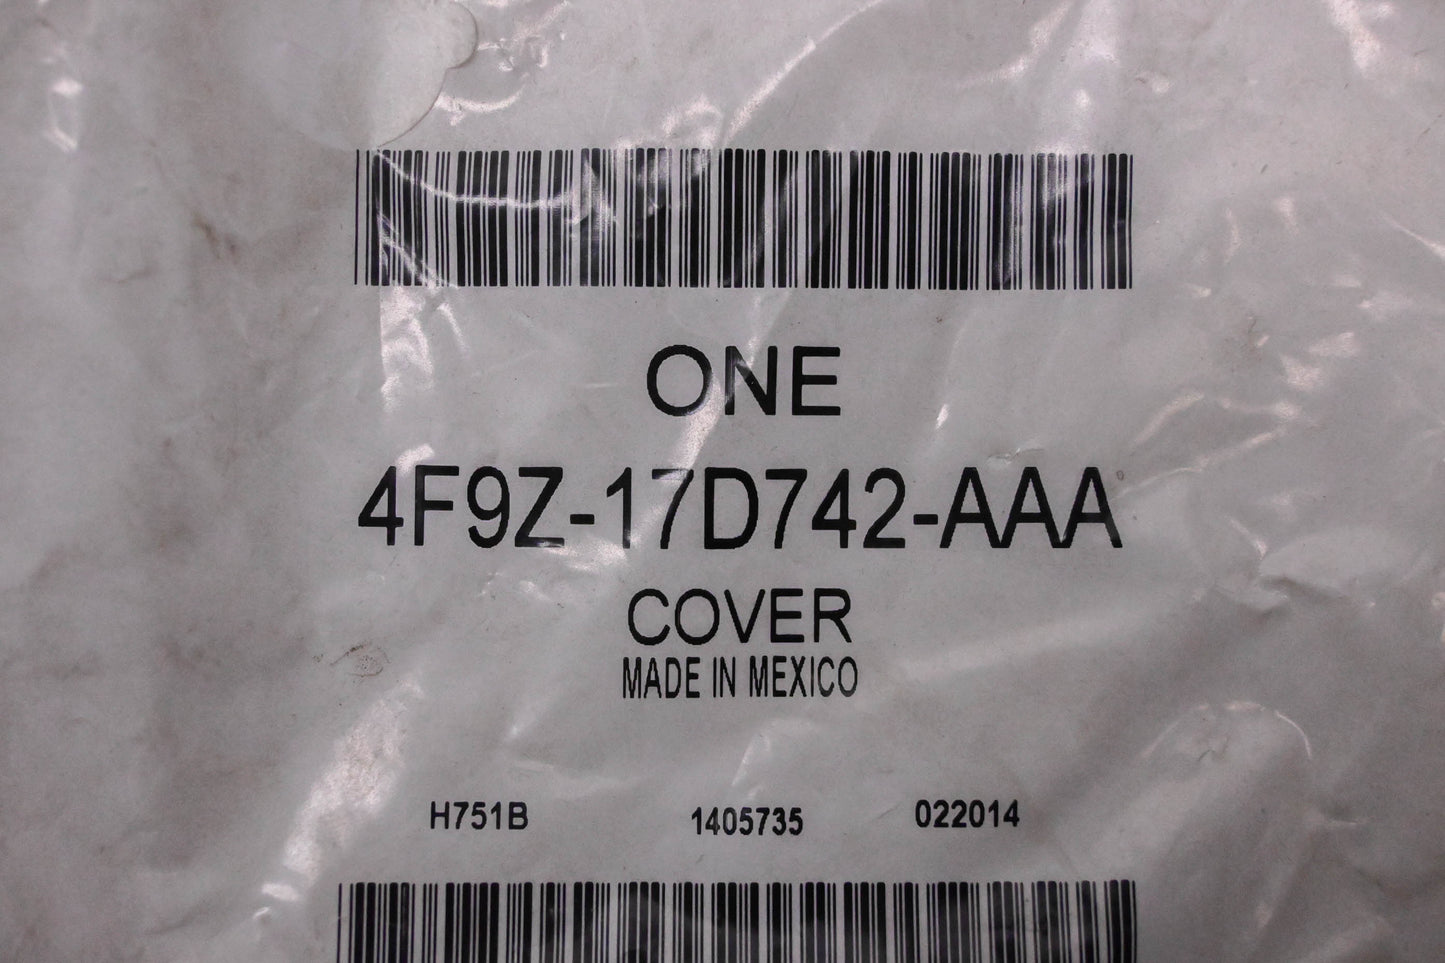 ONE
4F9Z-17D742-AAA
COVER
MADE IN MEXICO
H751B 1405735 022014